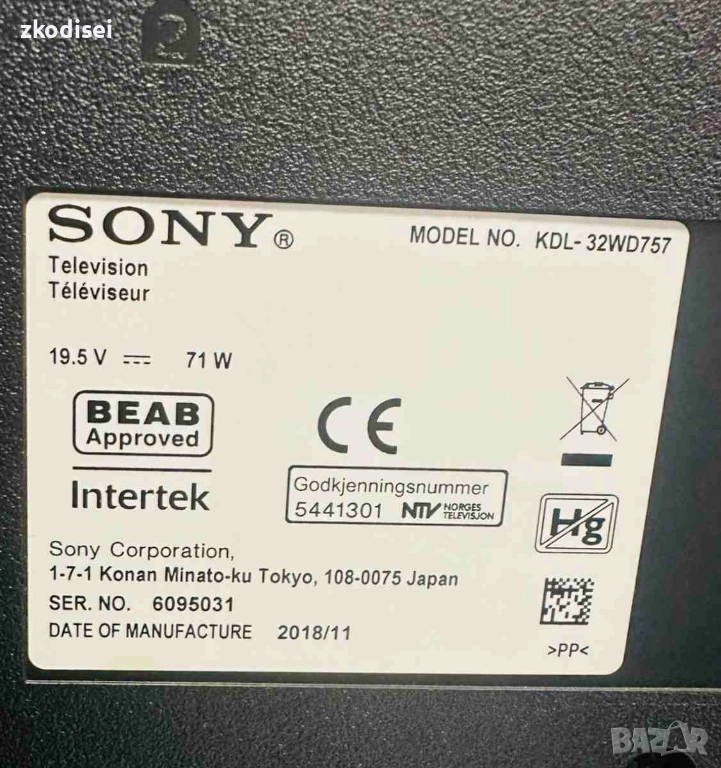 zkodisei
SONY®
MODEL NO. KDL-32WD757
Television
Téléviseur
19.5 V ⎓ 71 W
BEAB
Approved
Intertek
CE
Godkjenningsnummer
5441301 NTV NORGES TELEVISJON
Hg
Sony Corporation,
1-7-1 Konan Minato-ku Tokyo, 108-0075 Japan
SER. NO. 6095031
DATE OF MANUFACTURE 2018/11
>PP<
BAZAR